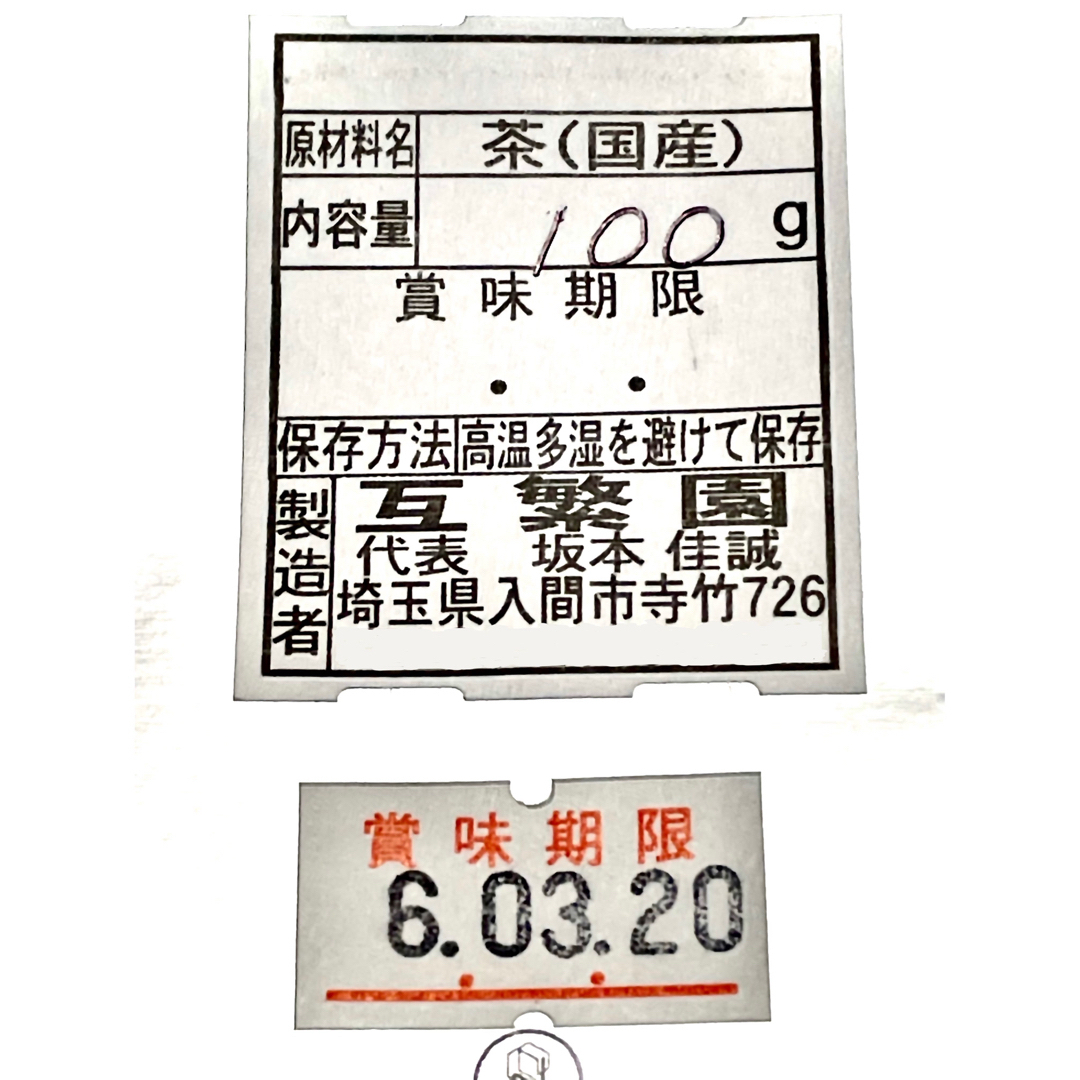 原材料名 茶(国産)
内容量 100 g
賞味期限
. .
保存方法 高温多湿を避けて保存
製造者
互繁園
代表 坂本 佳誠
埼玉県入間市寺竹726
賞味期限
6.03.20